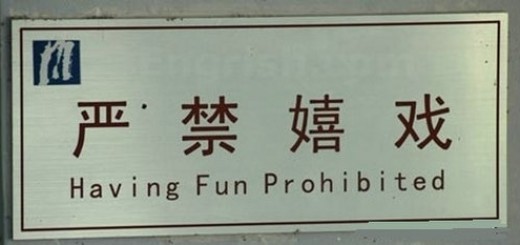 严禁嬉戏
Having Fun Prohibited